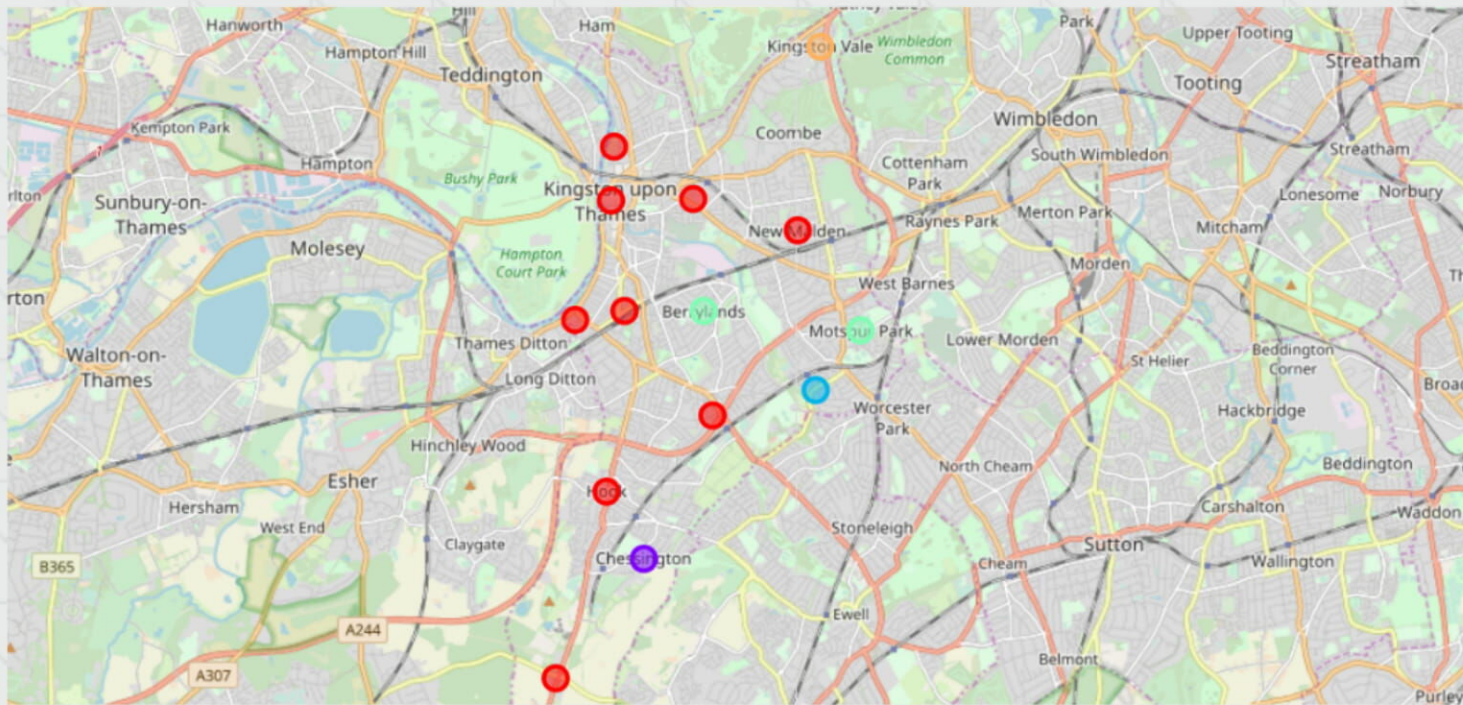 Hanworth
Hampton Hill
Hill
Ham
Teddington
Kingston Vale
Wimbledon
Common
Park
Upper Tooting
Streatham
Tooting
Kempton Park
Hampton
Coombe
Wimbledon
South Wimbledon
Streatham
Bushy Park
Cottenham
Park
Kingston upon
Thames
Sunbury-on-
Thames
Molesey
New Malden
Raynes Park
Merton Park
Lonesome
Norbury
Mitcham
Hampton
Court Park
Morden
West Barnes
rton
Berrylands
Motspur Park
Thames Ditton
Lower Morden
St Helier
Beddington
Corner
Walton-on-
Thames
Long Ditton
Worcester
Park
Hackbridge
Hinchley Wood
North Cheam
Beddington
Esher
Hook
Hersham
Carshalton
Waddon
West End
Stoneleigh
Claygate
Chessington
Sutton
Cheam
Wallington
B365
Ewell
A244
Belmont
A307
Purley